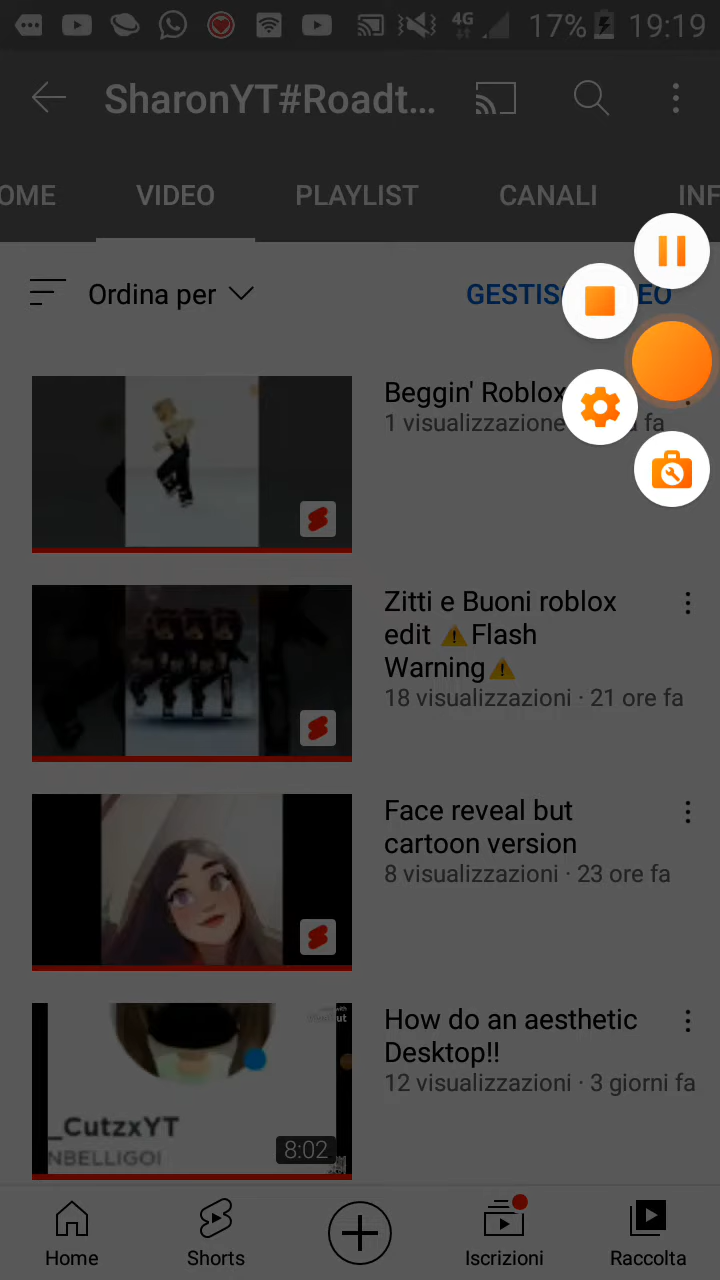 4G 17% 19:19
SharonYT#Roadt...
OME VIDEO PLAYLIST CANALI INF
Ordina per GESTIS EO
Beggin' Roblox
1 visualizzazione a fa
Zitti e Buoni roblox
edit ⚠Flash
Warning⚠
18 visualizzazioni · 21 ore fa
Face reveal but
cartoon version
8 visualizzazioni · 23 ore fa
How do an aesthetic
Desktop!!
12 visualizzazioni · 3 giorni fa
_CutzxYT
NBELLIGOI
8:02
Home Shorts Iscrizioni Raccolta